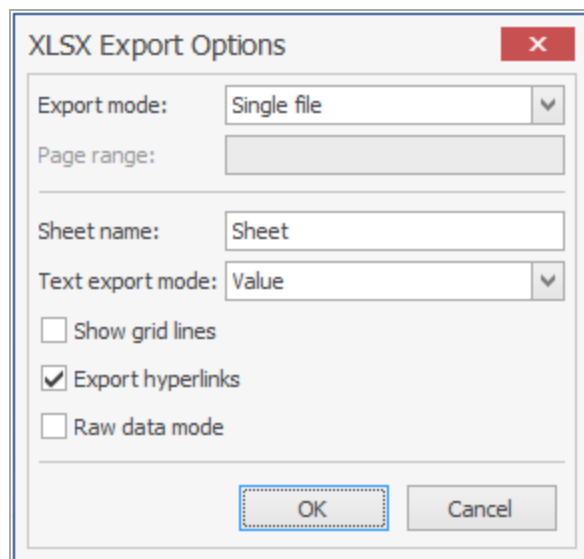 XLSX Export Options
Export mode: Single file
Page range:
Sheet name: Sheet
Text export mode: Value
Show grid lines
Export hyperlinks
Raw data mode
OK Cancel